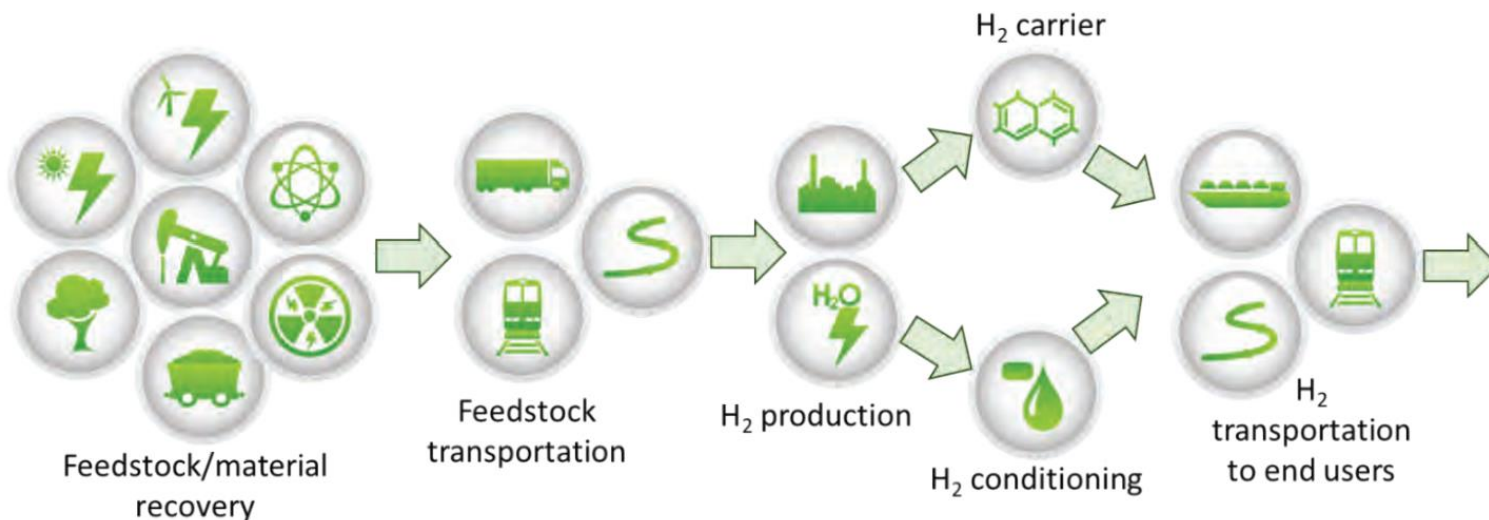 Feedstock/material
recovery
Feedstock
transportation
H₂O
H₂ production
H₂ carrier
H₂ conditioning
H₂
transportation
to end users